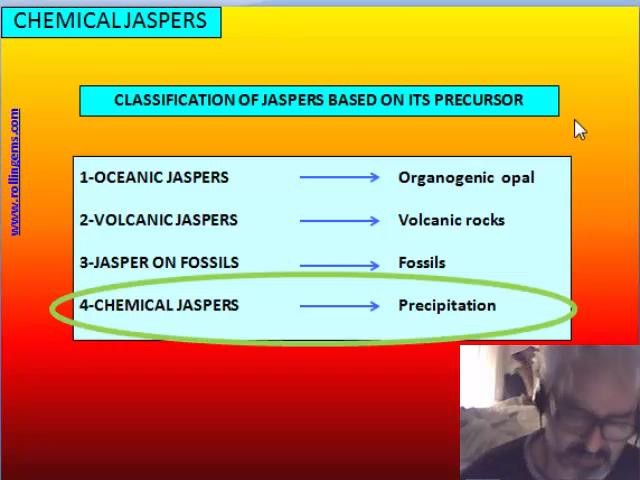 CHEMICAL JASPERS
CLASSIFICATION OF JASPERS BASED ON ITS PRECURSOR
www.rollingems.com
1-OCEANIC JASPERS Organogenic opal
2-VOLCANIC JASPERS Volcanic rocks
3-JASPER ON FOSSILS Fossils
4-CHEMICAL JASPERS Precipitation